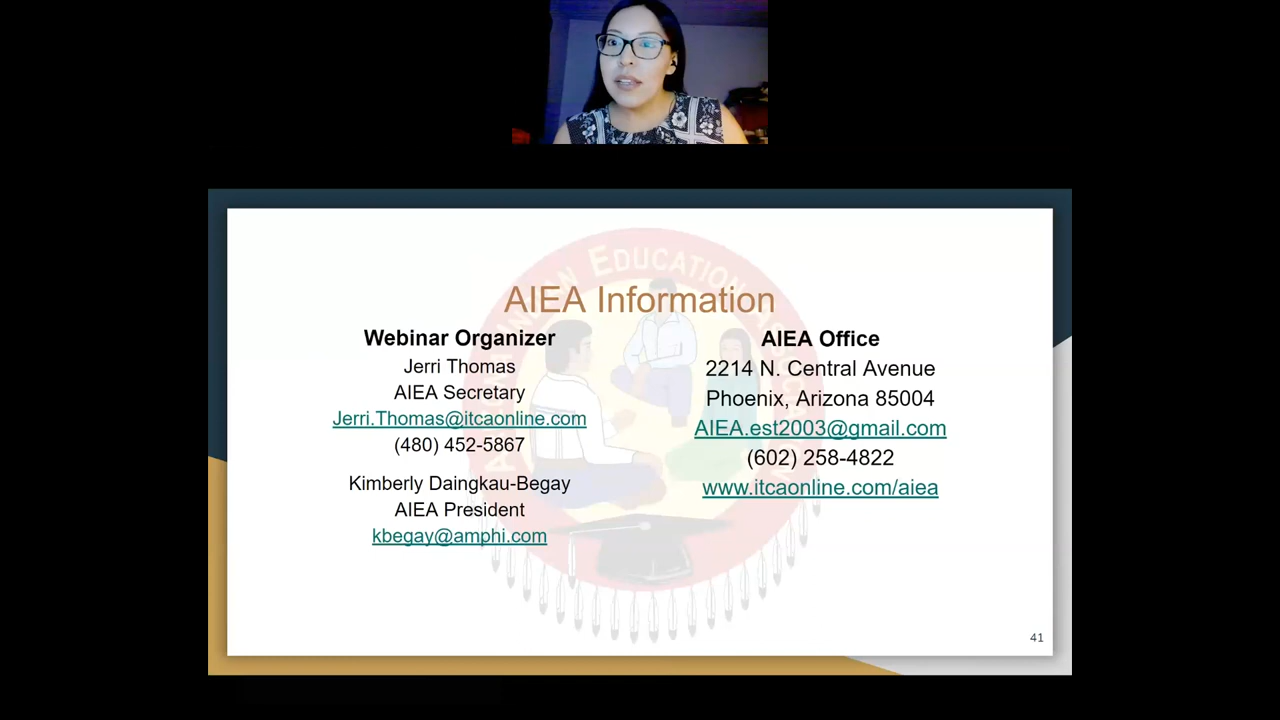 AIEA Information
Webinar Organizer
Jerri Thomas
AIEA Secretary
Jerri.Thomas@itcaonline.com
(480) 452-5867
Kimberly Daingkau-Begay
AIEA President
kbegay@amphi.com
AIEA Office
2214 N. Central Avenue
Phoenix, Arizona 85004
AIEA.est2003@gmail.com
(602) 258-4822
www.itcaonline.com/aiea
Education
41